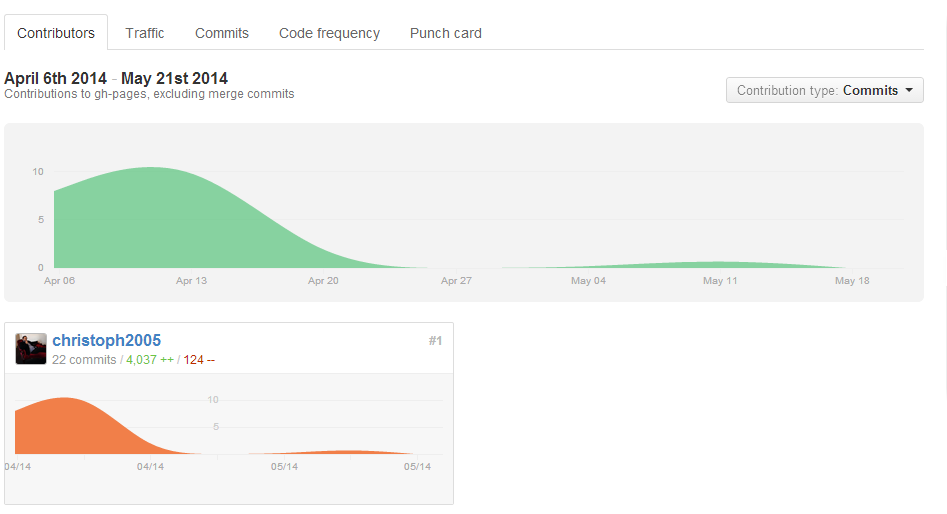 Contributors Traffic Commits Code frequency Punch card
April 6th 2014 - May 21st 2014
Contributions to gh-pages, excluding merge commits
Contribution type: Commits
10
5
0
Apr 06 Apr 13 Apr 20 Apr 27 May 04 May 11 May 18
christoph2005 #1
22 commits / 4,037 ++ / 124 --
10
5
04/14 04/14 05/14 05/14